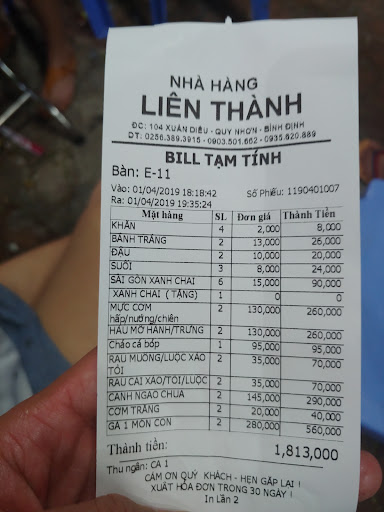 NHÀ HÀNG
LIÊN THÀNH
ĐC: 104 XUÂN DIỆU - QUY NHƠN - BÌNH ĐỊNH
ĐT: 0256.389.3915 - 0903.501.662 - 0935.620.889
BILL TẠM TÍNH
Bàn: E-11
Vào: 01/04/2019 18:18:42 Số Phiếu: 1190401007
Ra: 01/04/2019 19:35:24
Mặt hàng SL Đơn giá Thành Tiền
KHĂN 4 2,000 8,000
BÁNH TRÁNG 2 13,000 26,000
ĐẬU 2 10,000 20,000
SUỐI 3 8,000 24,000
SÀI GÒN XANH CHAI 6 15,000 90,000
XANH CHAI ( TẶNG) 1 0 0
MỰC CƠM 2 130,000 260,000
hấp/nướng/chiên
HÀU MỠ HÀNH/TRỨNG 2 130,000 260,000
Cháo cá bóp 1 95,000 95,000
RAU MUỐNG/LUỘC XÀO 2 35,000 70,000
TỎI
RAU CẢI XÀO/TỎI/LUỘC 2 35,000 70,000
CANH NGAO CHUA 2 145,000 290,000
CƠM TRẮNG 2 20,000 40,000
GÀ 1 MÓN CON 2 280,000 560,000
Thành tiền: 1,813,000
Thu ngân: CA 1
CẢM ƠN QUÝ KHÁCH - HẸN GẶP LẠI !
XUẤT HÓA ĐƠN TRONG 30 NGÀY !
In Lần 2